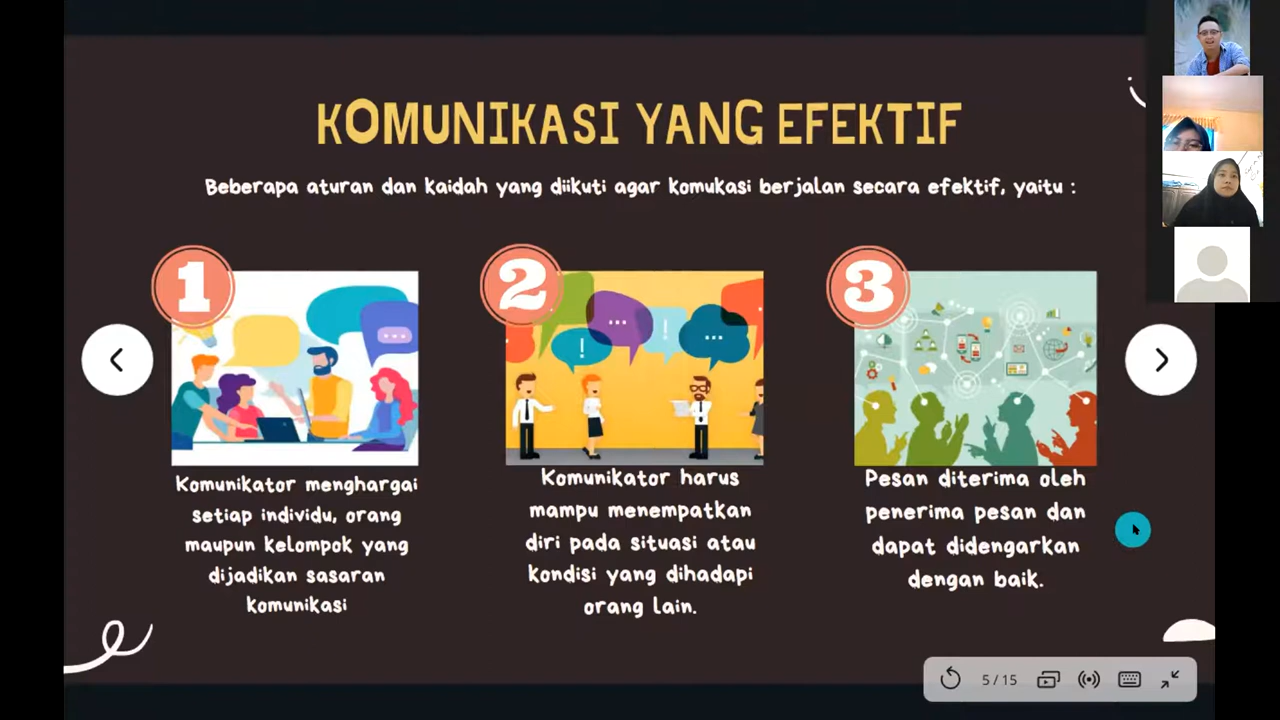 KOMUNIKASI YANG EFEKTIF
Beberapa aturan dan kaidah yang diikuti agar komukasi berjalan secara efektif, yaitu :
1
Komunikator menghargai
setiap individu, orang
maupun kelompok yang
dijadikan sasaran
komunikasi
2
Komunikator harus
mampu menempatkan
diri pada situasi atau
kondisi yang dihadapi
orang lain.
3
Pesan diterima oleh
penerima pesan dan
dapat didengarkan
dengan baik.
5 / 15